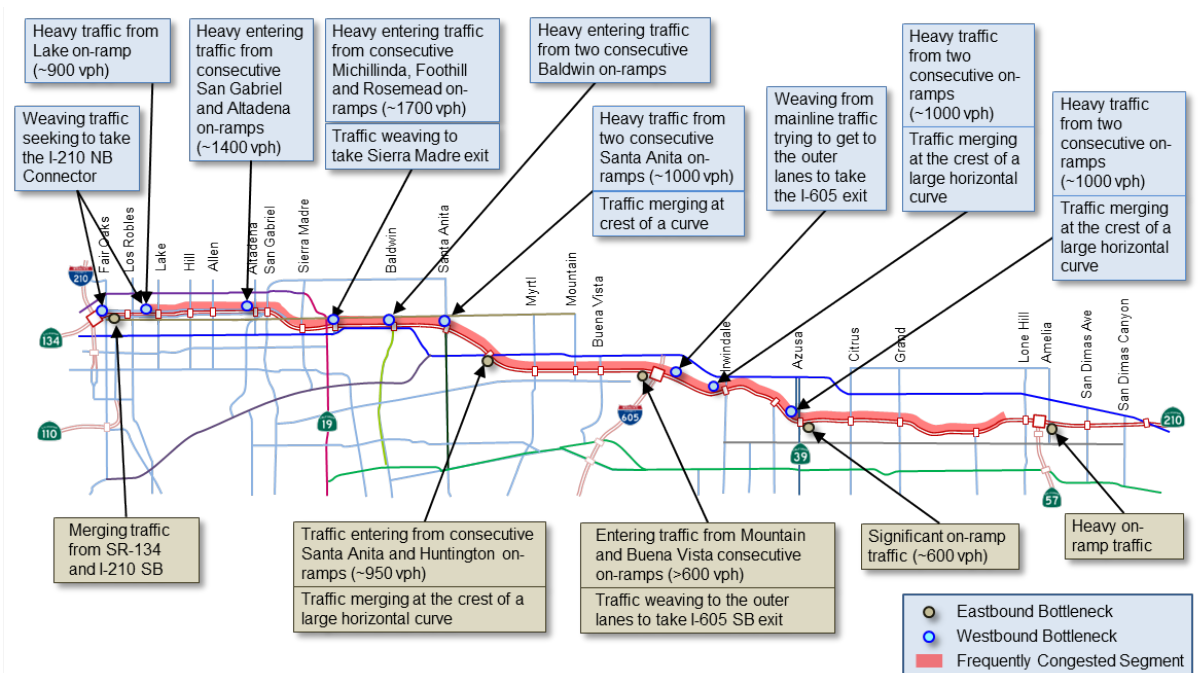 Heavy traffic from
Lake on-ramp
(~900 vph)
Weaving traffic
seeking to take
the I-210 NB
Connector
Heavy entering
traffic from
consecutive
San Gabriel
and Altadena
on-ramps
(~1400 vph)
Heavy entering traffic
from consecutive
Michillinda, Foothill
and Rosemead on-
ramps (~1700 vph)
Traffic weaving to
take Sierra Madre exit
Heavy entering traffic
from two consecutive
Baldwin on-ramps
Heavy traffic from
two consecutive
Santa Anita on-
ramps (~1000 vph)
Traffic merging at
crest of a curve
Weaving from
mainline traffic
trying to get to
the outer
lanes to take
the I-605 exit
Heavy traffic
from two
consecutive on-
ramps
(~1000 vph)
Traffic merging
at the crest of a
large horizontal
curve
Heavy traffic
from two
consecutive on-
ramps
(~1000 vph)
Traffic merging
at the crest of a
large horizontal
curve
Fair Oaks
Los Robles
Lake
Hill
Allen
Altadena
San Gabriel
Sierra Madre
Baldwin
Santa Anita
Myrtl
Mountain
Buena Vista
Irwindale
Azusa
Citrus
Grand
Lone Hill
Amelia
San Dimas Ave
San Dimas Canyon
210
134
110
19
605
39
57
210
Merging traffic
from SR-134
and I-210 SB
Traffic entering from consecutive
Santa Anita and Huntington on-
ramps (~950 vph)
Traffic merging at the crest of a
large horizontal curve
Entering traffic from Mountain
and Buena Vista consecutive
on-ramps (>600 vph)
Traffic weaving to the outer
lanes to take I-605 SB exit
Significant on-ramp
traffic (~600 vph)
Heavy on-
ramp traffic
Eastbound Bottleneck
Westbound Bottleneck
Frequently Congested Segment